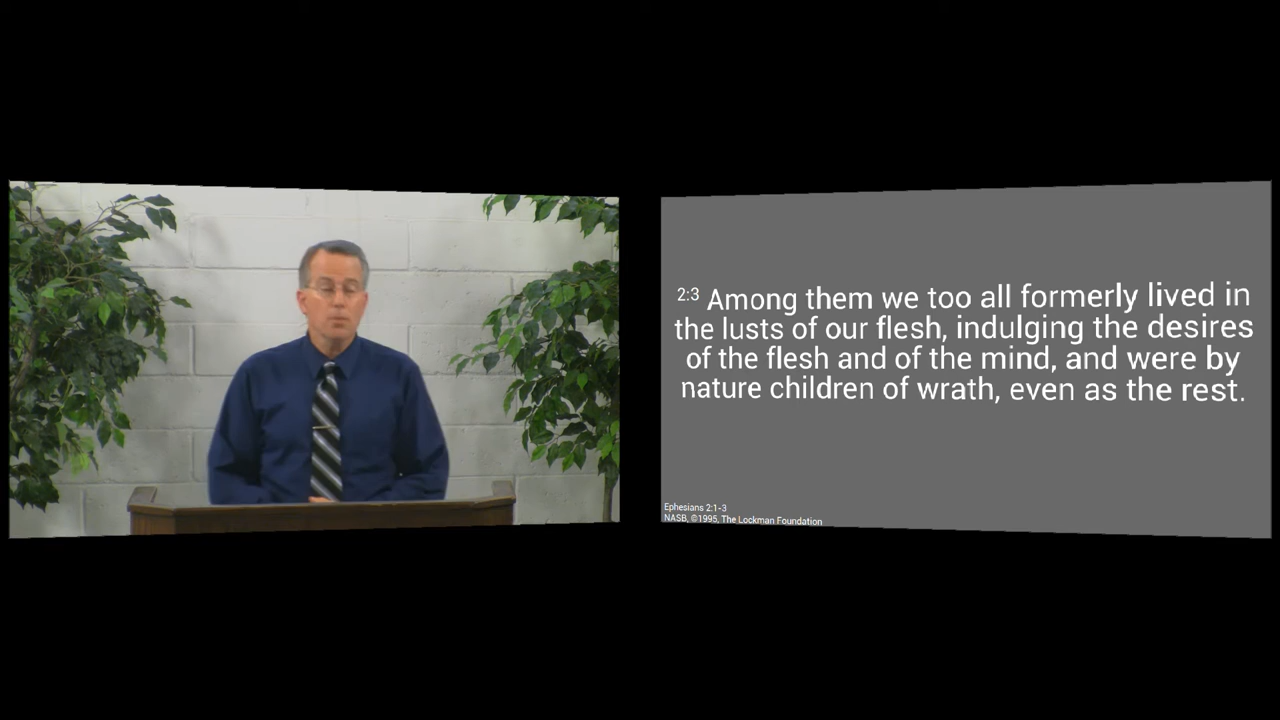 2:3 Among them we too all formerly lived in
the lusts of our flesh, indulging the desires
of the flesh and of the mind, and were by
nature children of wrath, even as the rest.
Ephesians 2:1-3
NASB, ©1995, The Lockman Foundation